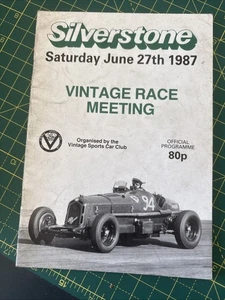 Silverstone
Saturday June 27th 1987
VINTAGE RACE
MEETING
Organised by the
Vintage Sports Car Club
OFFICIAL
PROGRAMME
80p
94